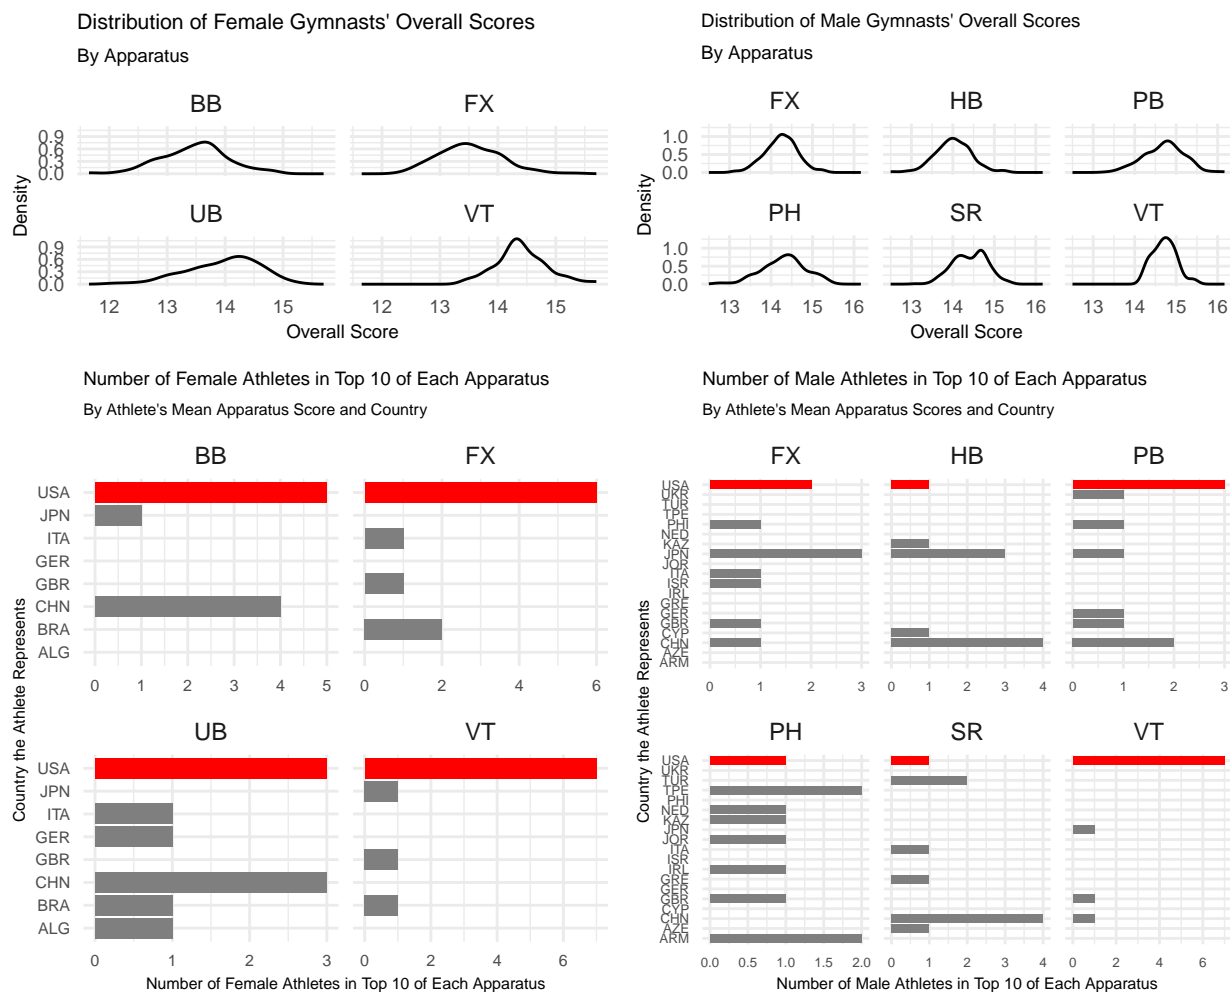 Distribution of Female Gymnasts' Overall Scores
By Apparatus
BB FX
0.9
0.6
0.3
0.0
UB VT
0.9
0.6
0.3
0.0
Density
12 13 14 15 12 13 14 15
Overall Score
Distribution of Male Gymnasts' Overall Scores
By Apparatus
FX HB PB
1.0
0.5
0.0
PH SR VT
1.0
0.5
0.0
Density
13 14 15 16 13 14 15 16 13 14 15 16
Overall Score
Number of Female Athletes in Top 10 of Each Apparatus
By Athlete's Mean Apparatus Score and Country
BB FX
USA
JPN
ITA
GER
GBR
CHN
BRA
ALG
0 1 2 3 4 5 0 2 4 6
UB VT
USA
JPN
ITA
GER
GBR
CHN
BRA
ALG
0 1 2 3 0 2 4 6
Country the Athlete Represents
Number of Female Athletes in Top 10 of Each Apparatus
Number of Male Athletes in Top 10 of Each Apparatus
By Athlete's Mean Apparatus Scores and Country
FX HB PB
USA
UKR
TUR
TPE
PHI
NED
KAZ
JPN
JOR
ITA
ISR
IRL
GRE
GER
GBR
CYP
CHN
AZE
ARM
0 1 2 3 0 1 2 3 4 0 1 2 3
PH SR VT
USA
UKR
TUR
TPE
PHI
NED
KAZ
JPN
JOR
ITA
ISR
IRL
GRE
GER
GBR
CYP
CHN
AZE
ARM
0.0 0.5 1.0 1.5 2.0 0 1 2 3 4 0 2 4 6
Country the Athlete Represents
Number of Male Athletes in Top 10 of Each Apparatus